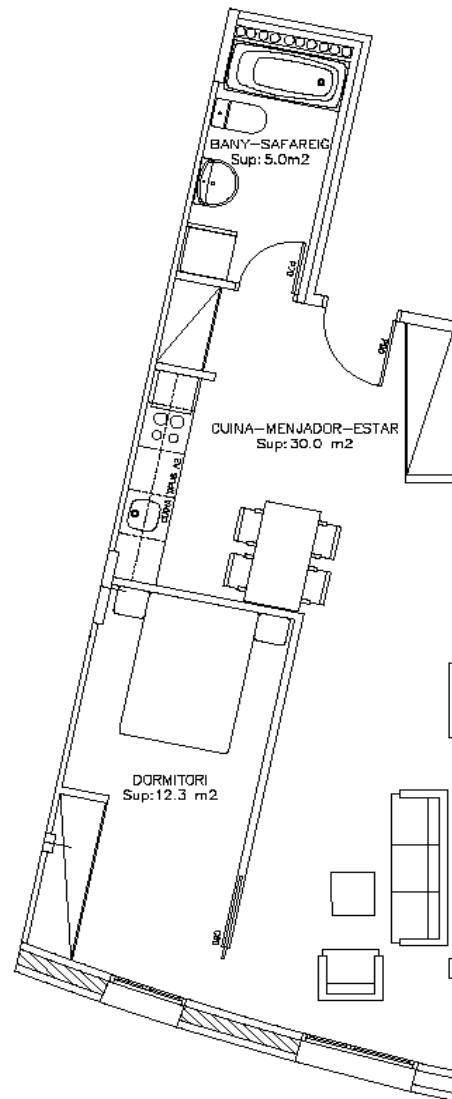 BANY-SAFAREIG
Sup: 5.0m2
CUINA-MENJADOR-ESTAR
Sup: 30.0 m2
DORMITORI
Sup: 12.3 m2